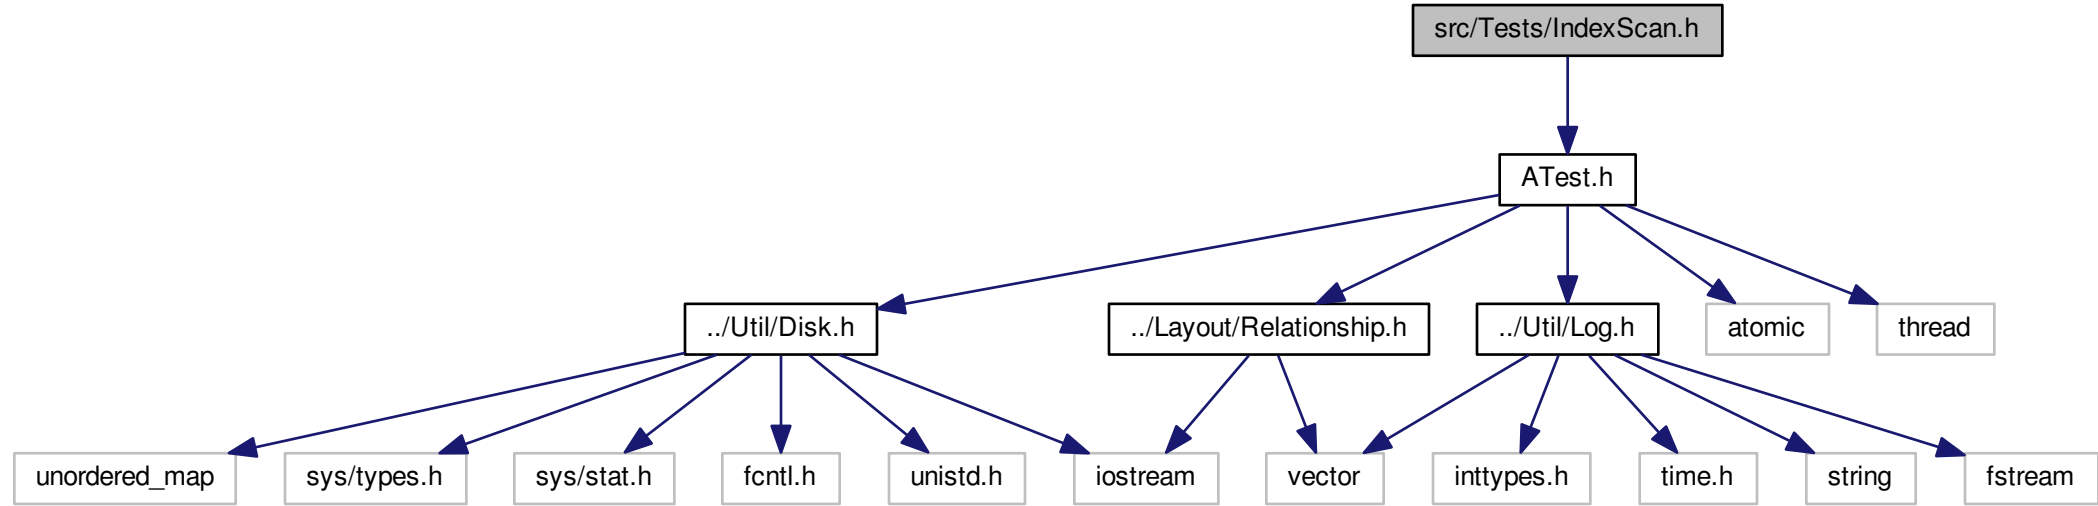 src/Tests/IndexScan.h
ATest.h
../Util/Disk.h
../Layout/Relationship.h
../Util/Log.h
atomic
thread
unordered_map
sys/types.h
sys/stat.h
fcntl.h
unistd.h
iostream
vector
inttypes.h
time.h
string
fstream